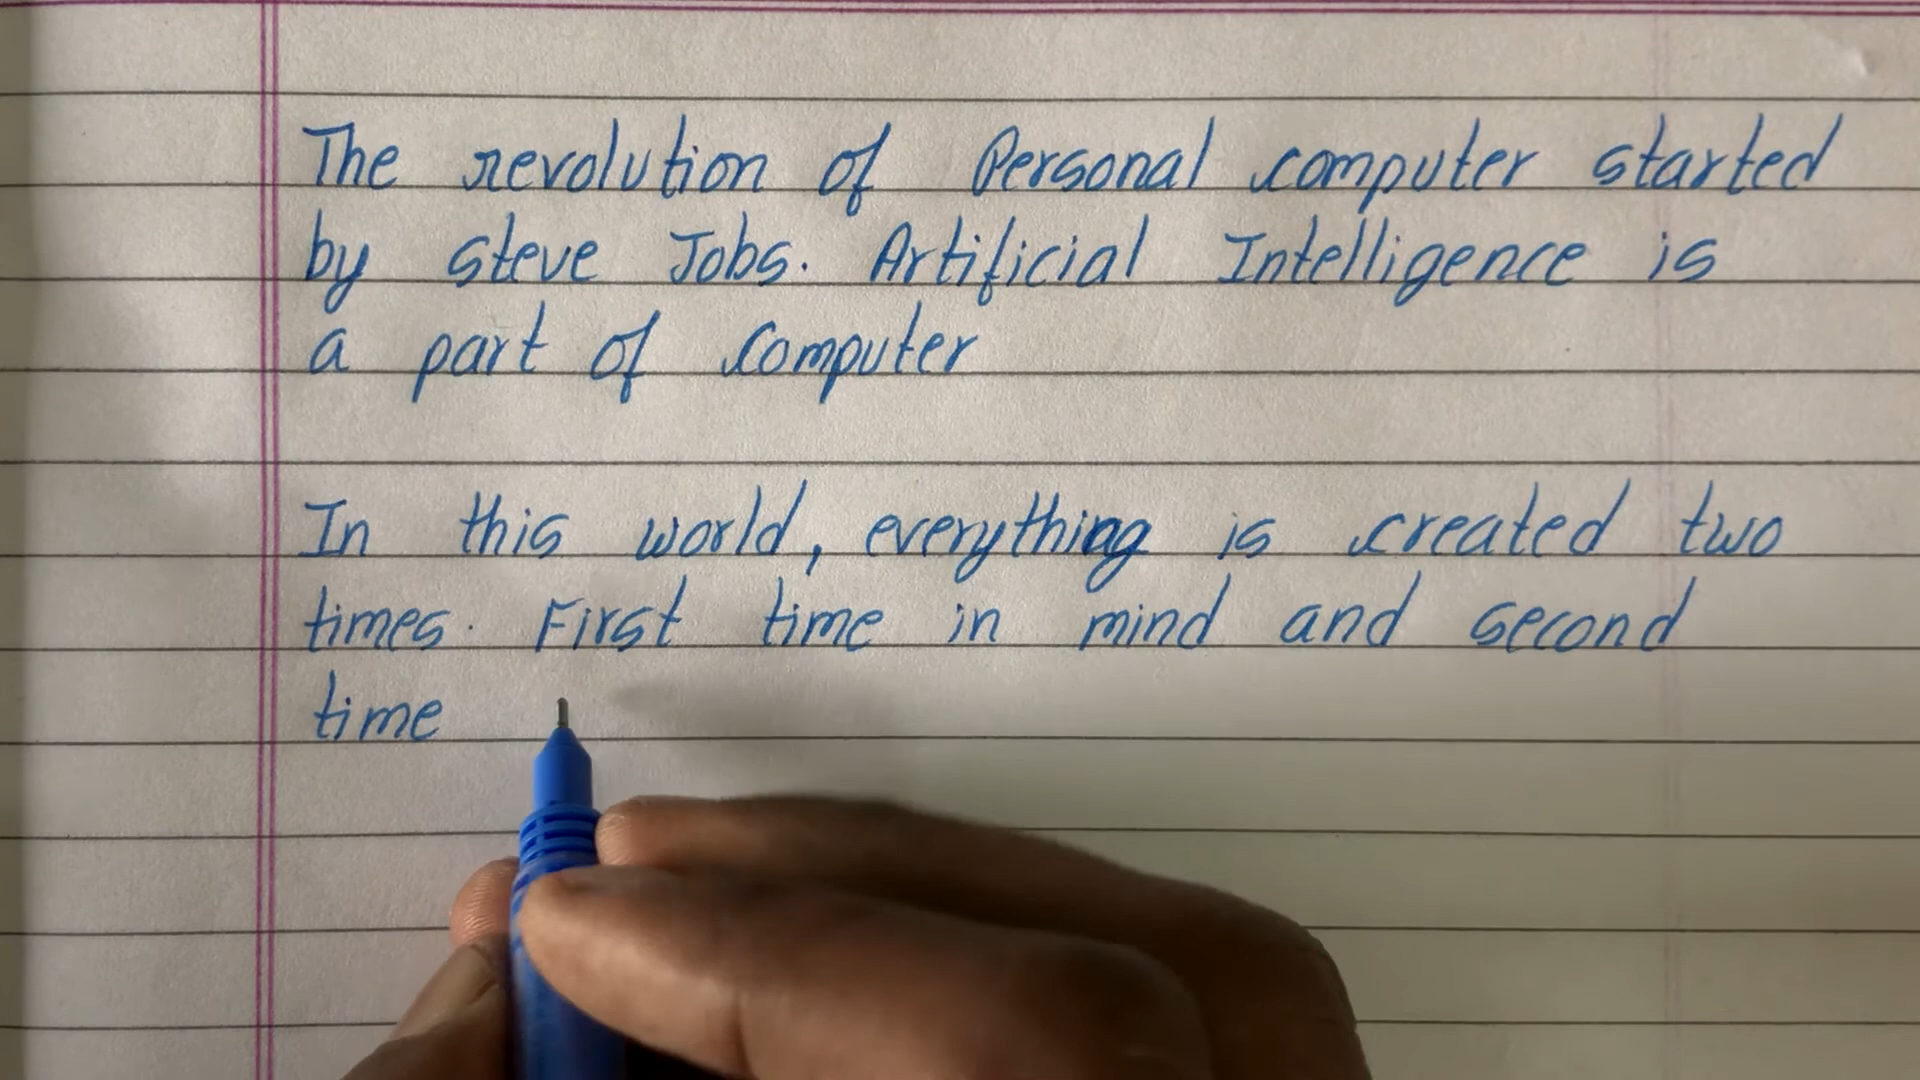 The revolution of Personal computer started
by steve Jobs. Artificial Intelligence is
a part of Computer
In this world, everything is created two
times. First time in mind and second
time